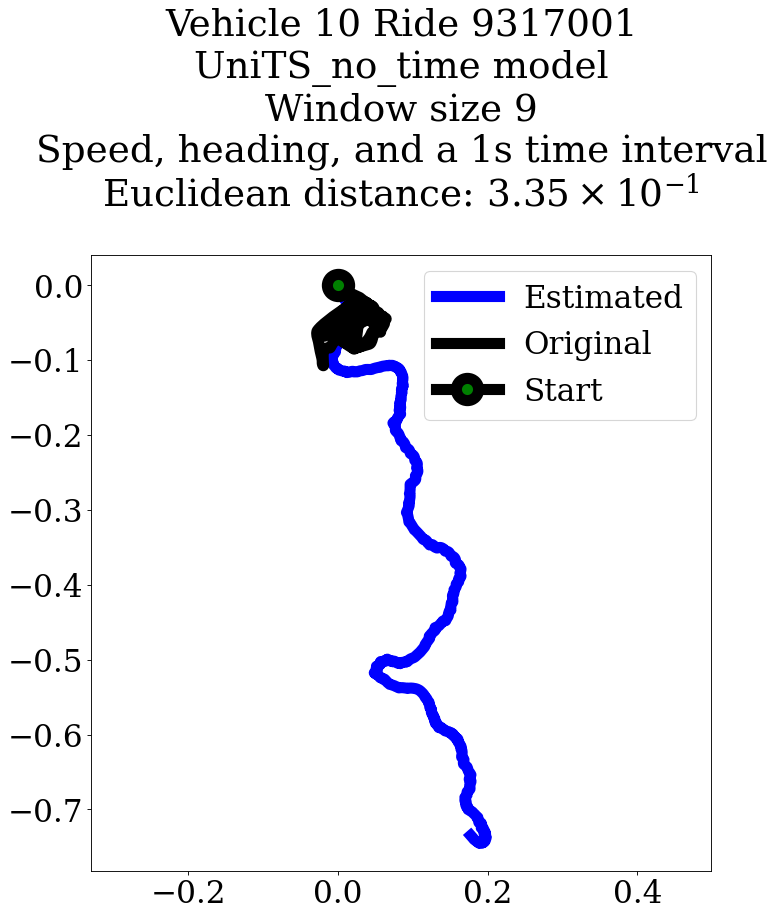 Vehicle 10 Ride 9317001
UniTS_no_time model
Window size 9
Speed, heading, and a 1s time interval
Euclidean distance: 3.35 × 10⁻¹
Estimated
Original
Start
0.0
−0.1
−0.2
−0.3
−0.4
−0.5
−0.6
−0.7
−0.2 0.0 0.2 0.4